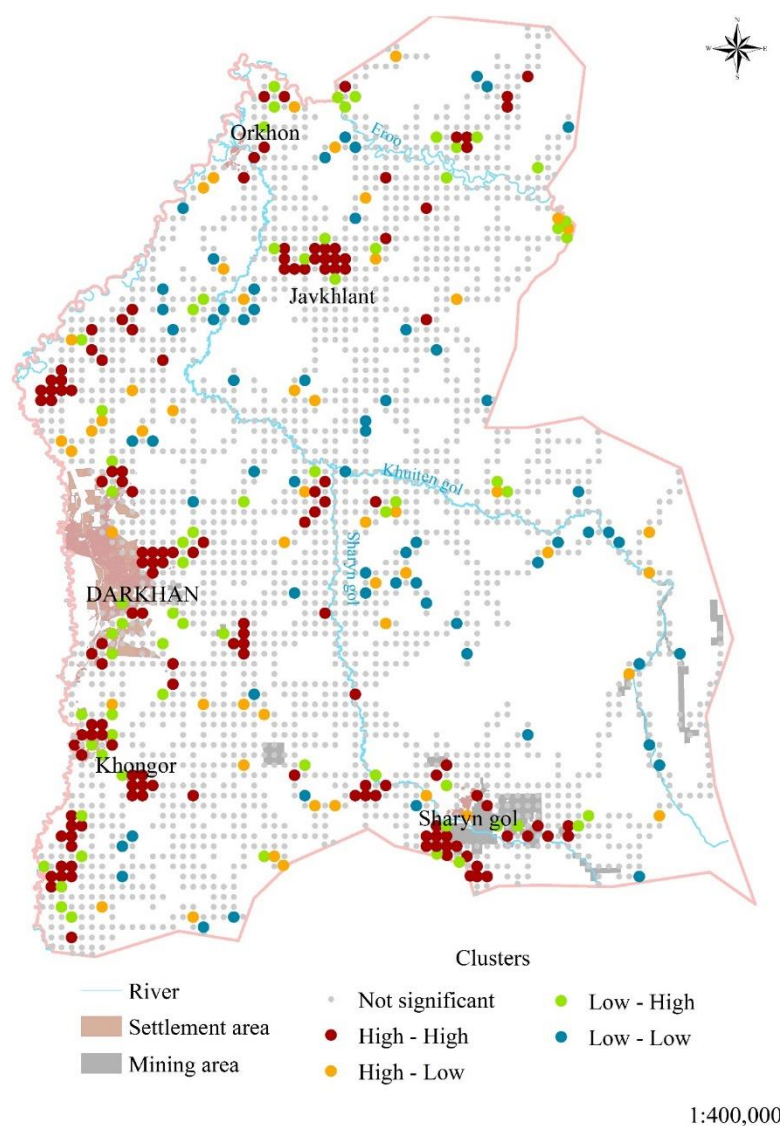 N
W E
S
Orkhon
Eroo
Javkhlant
Khuiten gol
Sharyn gol
DARKHAN
Khongor
Sharyn gol
Clusters
River
Settlement area
Mining area
Not significant
High - High
High - Low
Low - High
Low - Low
1:400,000